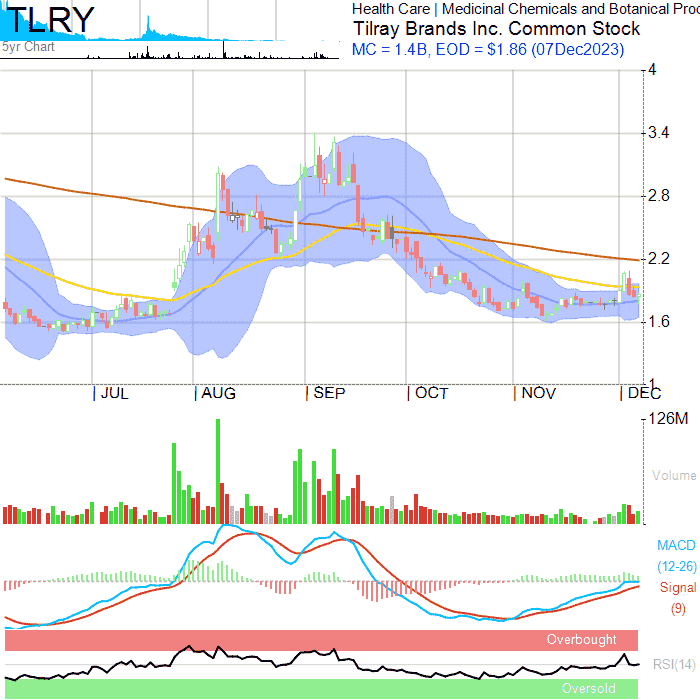 TLRY
Health Care | Medicinal Chemicals and Botanical Proc
Tilray Brands Inc. Common Stock
5yr Chart
MC = 1.4B, EOD = $1.86 (07Dec2023)
4
3.4
2.8
2.2
1.6
1
JUL AUG SEP OCT NOV DEC
126M
Volume
MACD
(12-26)
Signal
(9)
Overbought
RSI(14)
Oversold